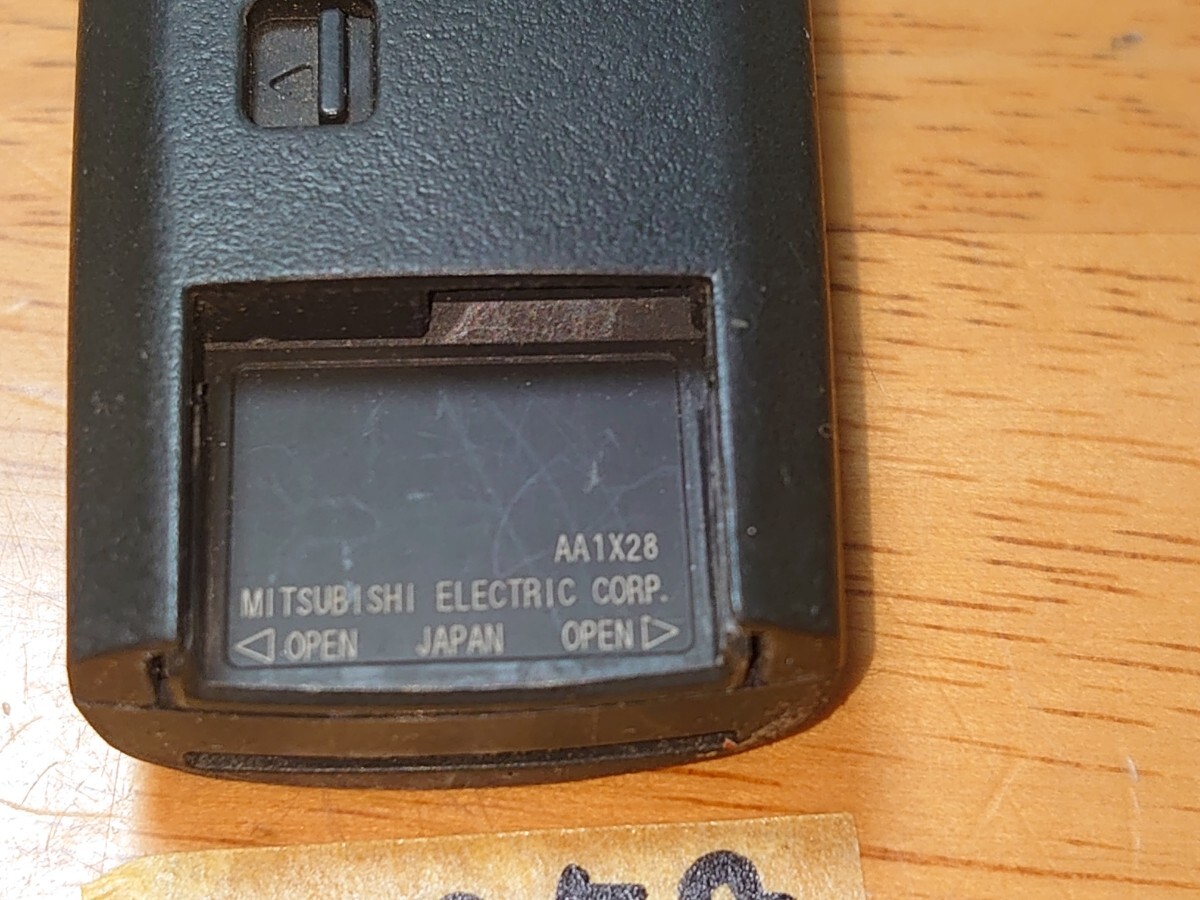 AA1X28
MITSUBISHI ELECTRIC CORP.
◁ OPEN JAPAN OPEN ▷